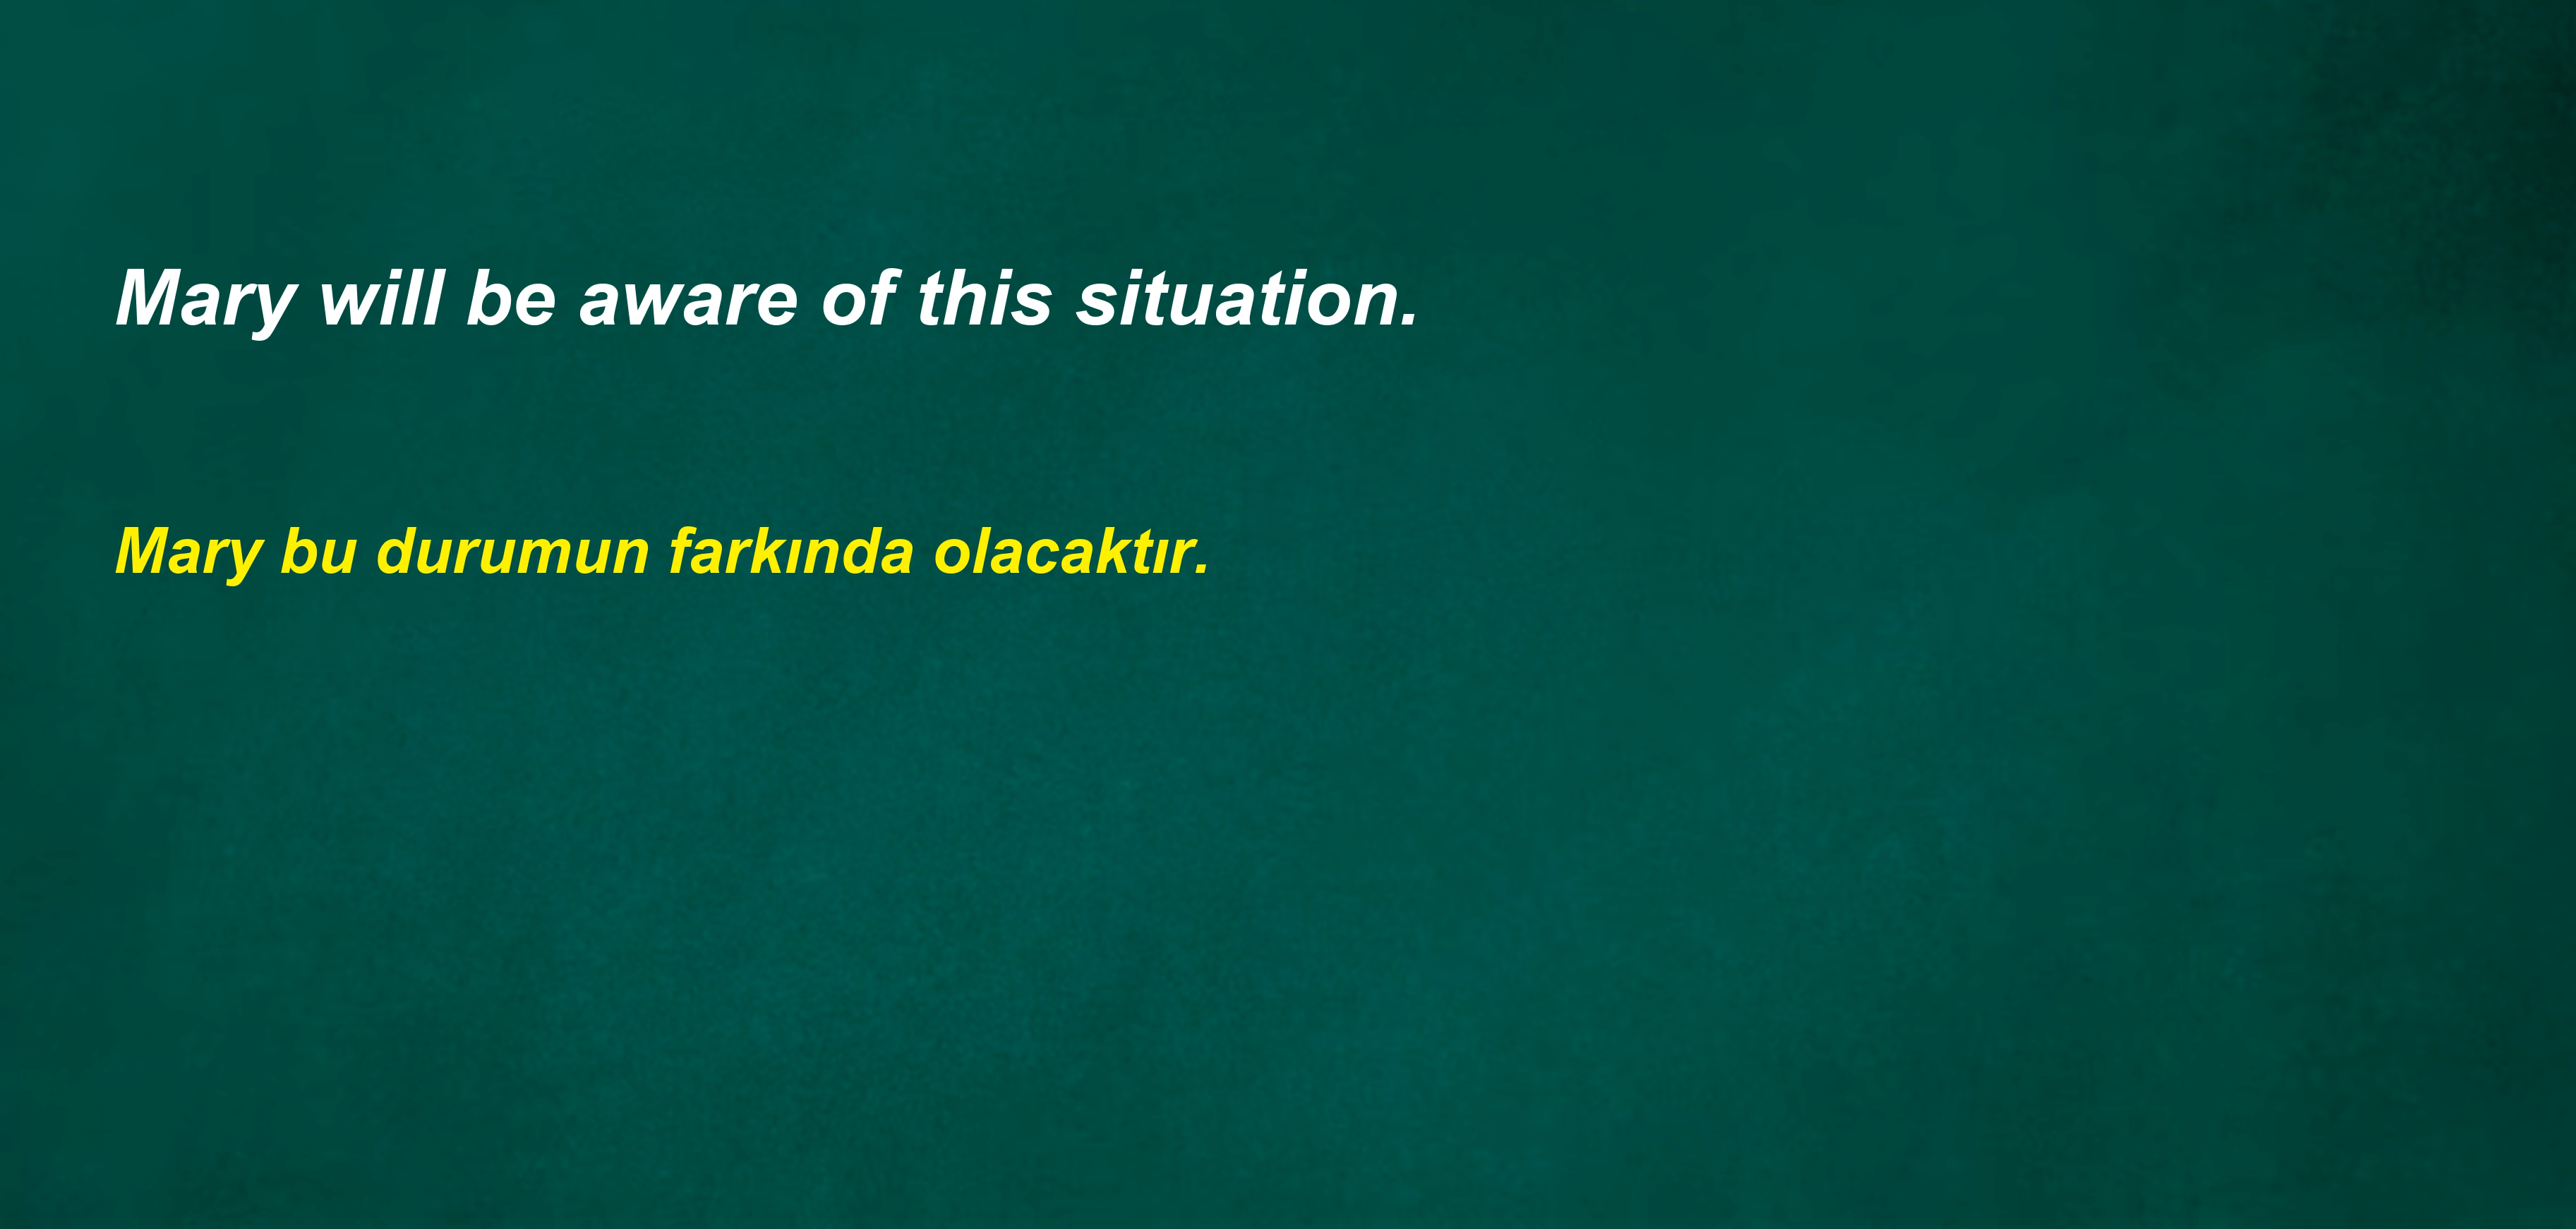 Mary will be aware of this situation.
Mary bu durumun farkında olacaktır.